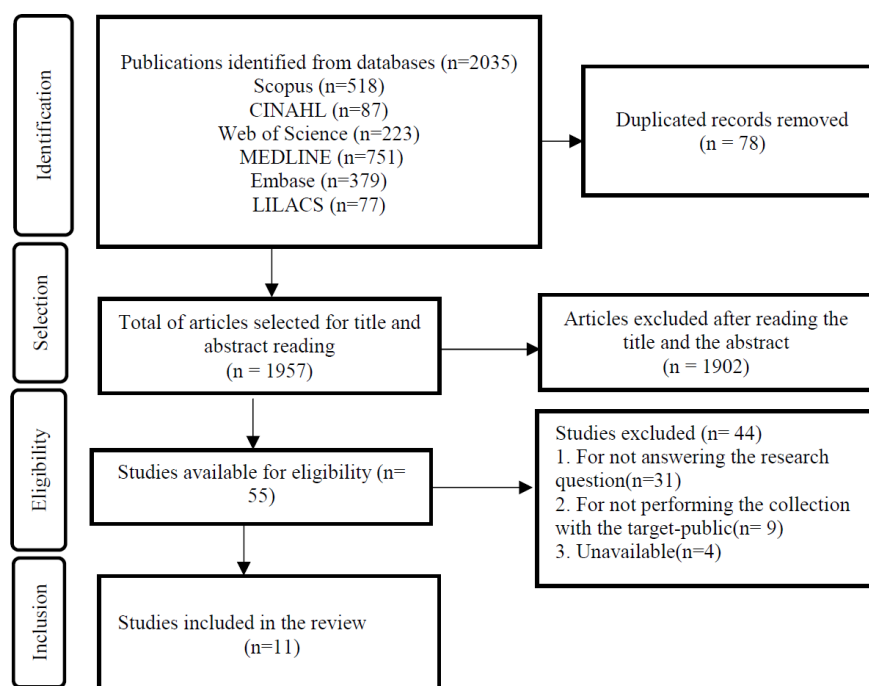 Identification
Publications identified from databases (n=2035)
Scopus (n=518)
CINAHL (n=87)
Web of Science (n=223)
MEDLINE (n=751)
Embase (n=379)
LILACS (n=77)
Duplicated records removed
(n = 78)
Selection
Total of articles selected for title and
abstract reading
(n = 1957)
Articles excluded after reading the
title and the abstract
(n = 1902)
Eligibility
Studies available for eligibility (n=
55)
Studies excluded (n= 44)
1. For not answering the research
question(n=31)
2. For not performing the collection
with the target-public(n= 9)
3. Unavailable(n=4)
Inclusion
Studies included in the review
(n=11)